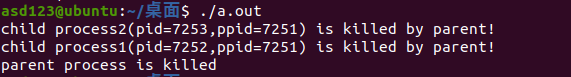 asd123@ubuntu:~/桌面$ ./a.out
child process2(pid=7253,ppid=7251) is killed by parent!
child process1(pid=7252,ppid=7251) is killed by parent!
parent process is killed